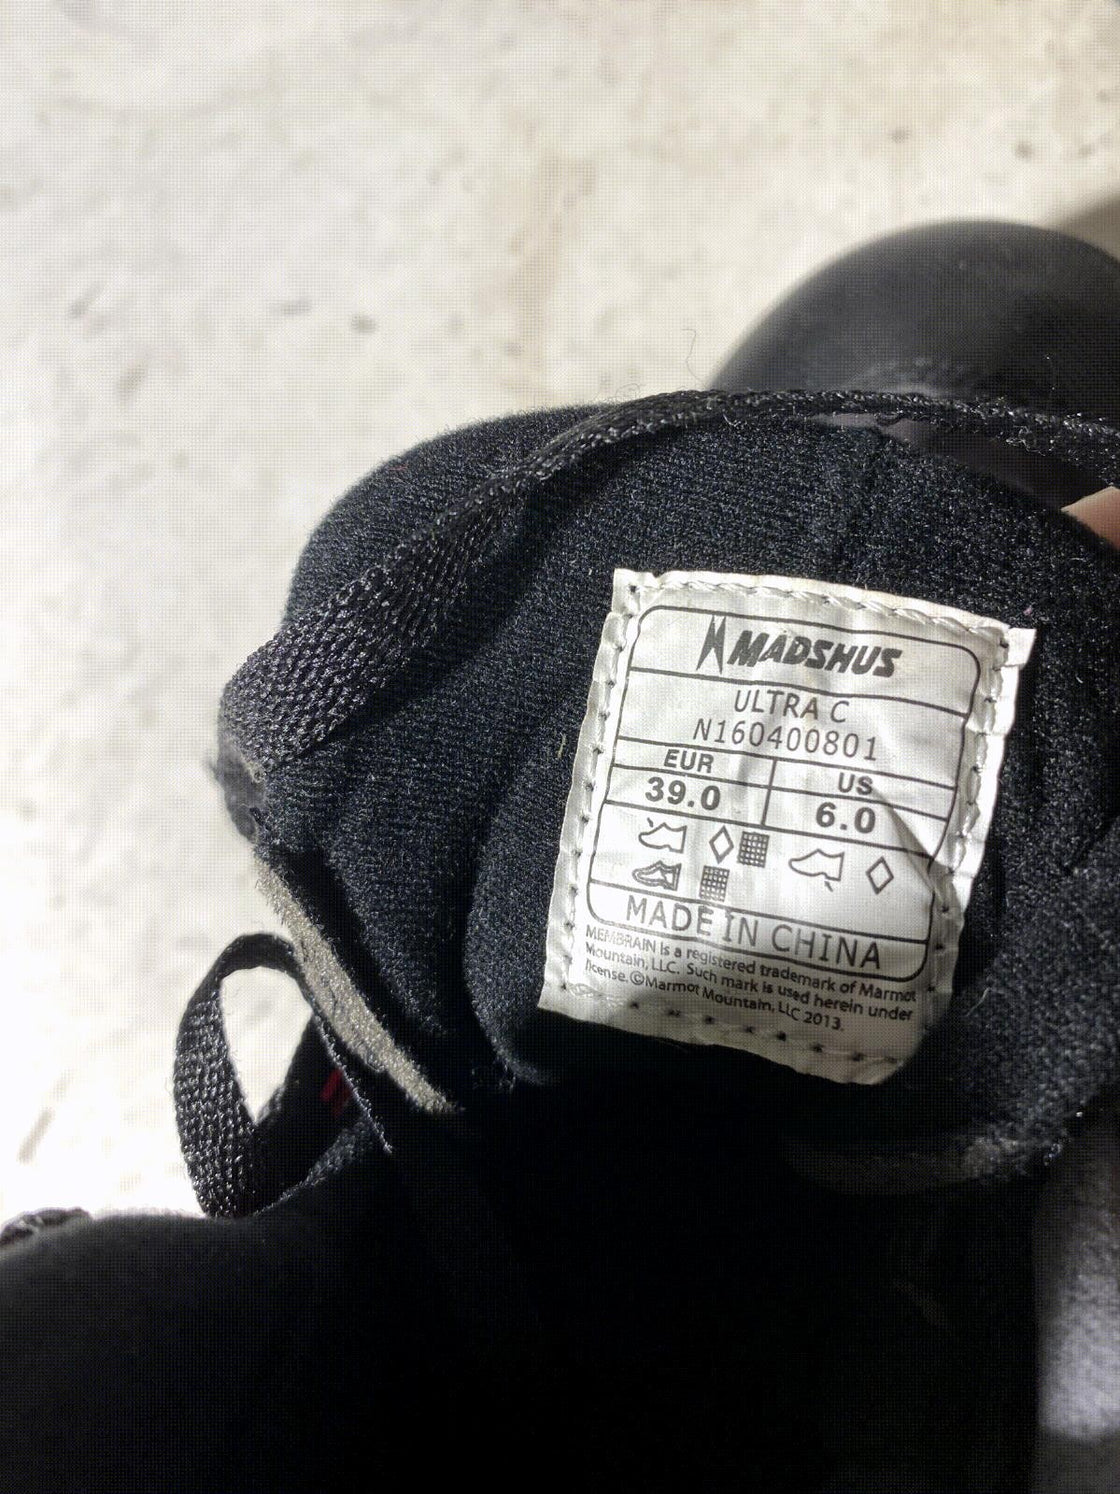 MADSHUS
ULTRA C
N160400801
EUR US
39.0 6.0
MADE IN CHINA
MEMBRAIN is a registered trademark of Marmot
Mountain, LLC. Such mark is used herein under
license. ©Marmot Mountain, LLC 2013.